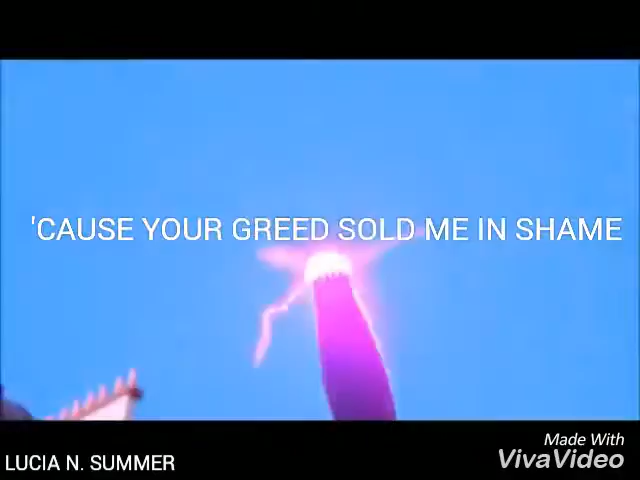 'CAUSE YOUR GREED SOLD ME IN SHAME
Made With
VivaVideo
LUCIA N. SUMMER